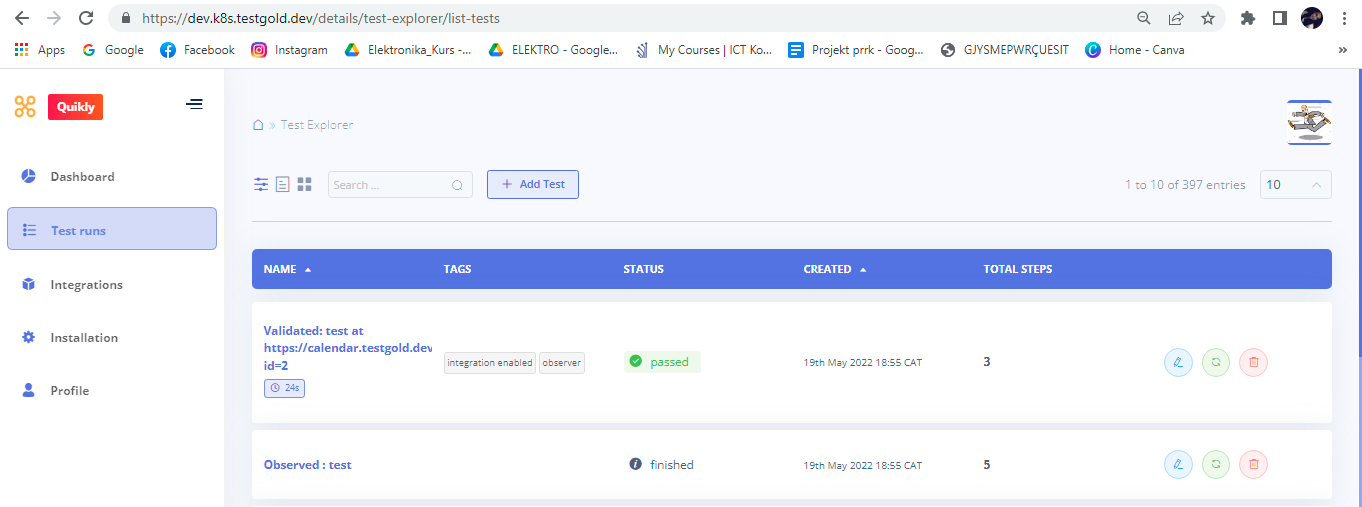 https://dev.k8s.testgold.dev/details/test-explorer/list-tests
Apps Google Facebook Instagram Elektronika_Kurs -... ELEKTRO - Google... My Courses | ICT Ko... Projekt prrk - Goog... GJYSMEPWRÇUESIT Home - Canva »
Quikly
Dashboard
Test runs
Integrations
Installation
Profile
» Test Explorer
Search ...
+ Add Test
1 to 10 of 397 entries
10
NAME TAGS STATUS CREATED TOTAL STEPS
Validated: test at
https://calendar.testgold.dev
id=2
24s
integration enabled observer
passed
19th May 2022 18:55 CAT
3
Observed : test
finished
19th May 2022 18:55 CAT
5